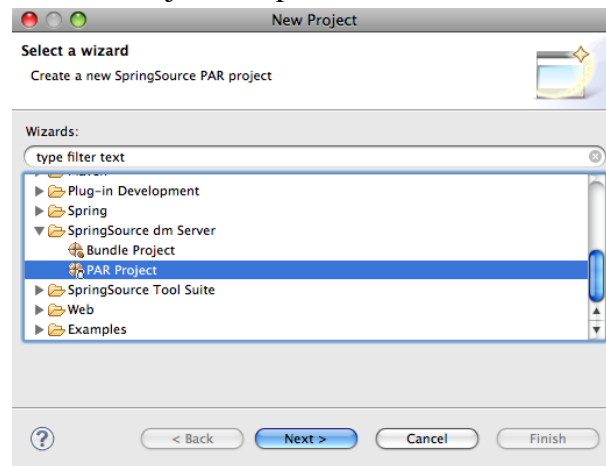 New Project
Select a wizard
Create a new SpringSource PAR project
Wizards:
type filter text
Plug-in Development
Spring
SpringSource dm Server
Bundle Project
PAR Project
SpringSource Tool Suite
Web
Examples
?
< Back Next > Cancel Finish